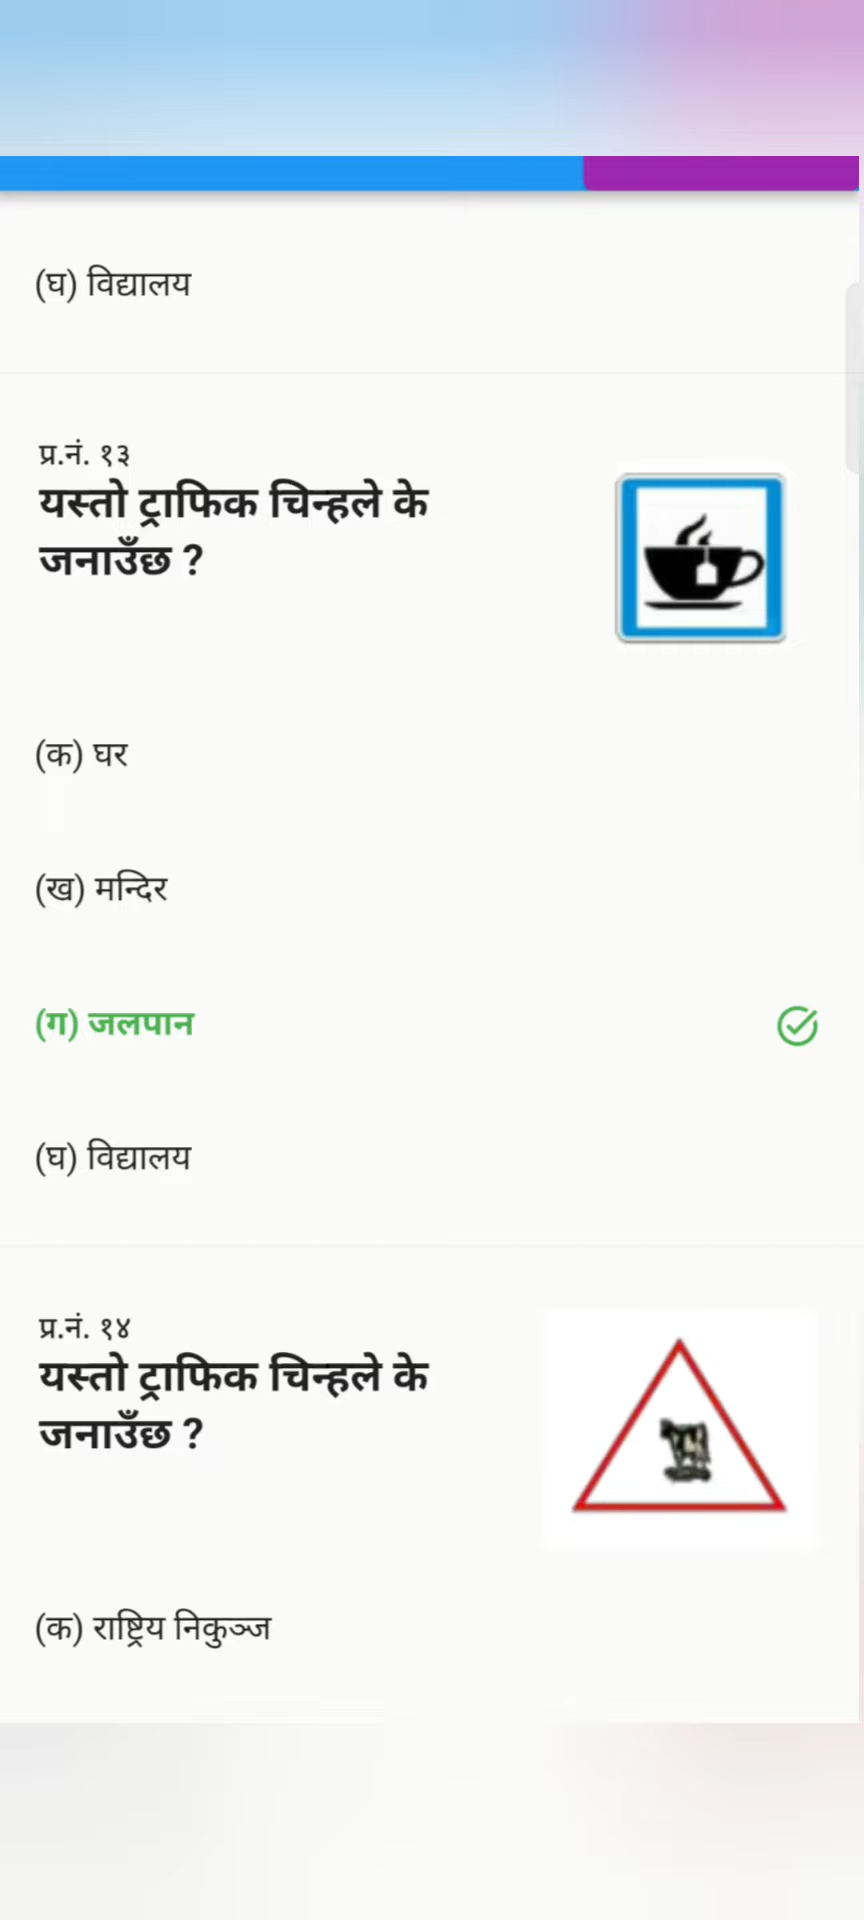 (घ) विद्यालय
प्र.नं. १३
यस्तो ट्राफिक चिन्हले के
जनाउँछ ?
(क) घर
(ख) मन्दिर
(ग) जलपान
(घ) विद्यालय
प्र.नं. १४
यस्तो ट्राफिक चिन्हले के
जनाउँछ ?
(क) राष्ट्रिय निकुञ्ज